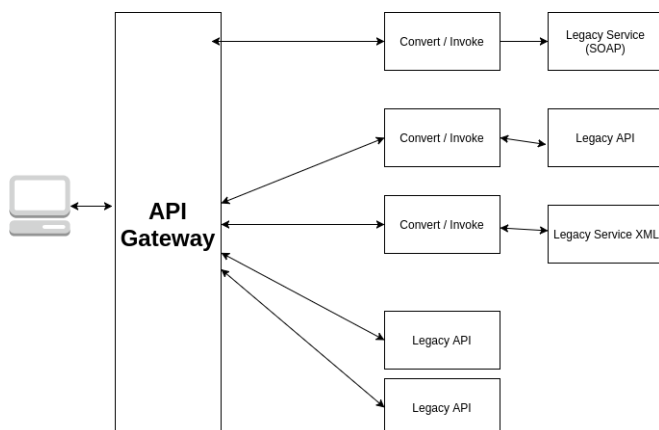 Convert / Invoke
Legacy Service
(SOAP)
Convert / Invoke
Legacy API
API
Gateway
Convert / Invoke
Legacy Service XML
Legacy API
Legacy API